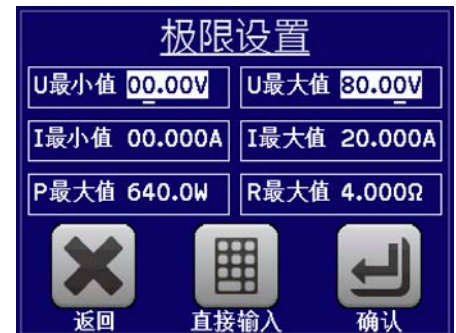 极限设置
U最小值 00.00V U最大值 80.00V
I最小值 00.000A I最大值 20.000A
P最大值 640.0W R最大值 4.000Ω
返回 直接输入 确认